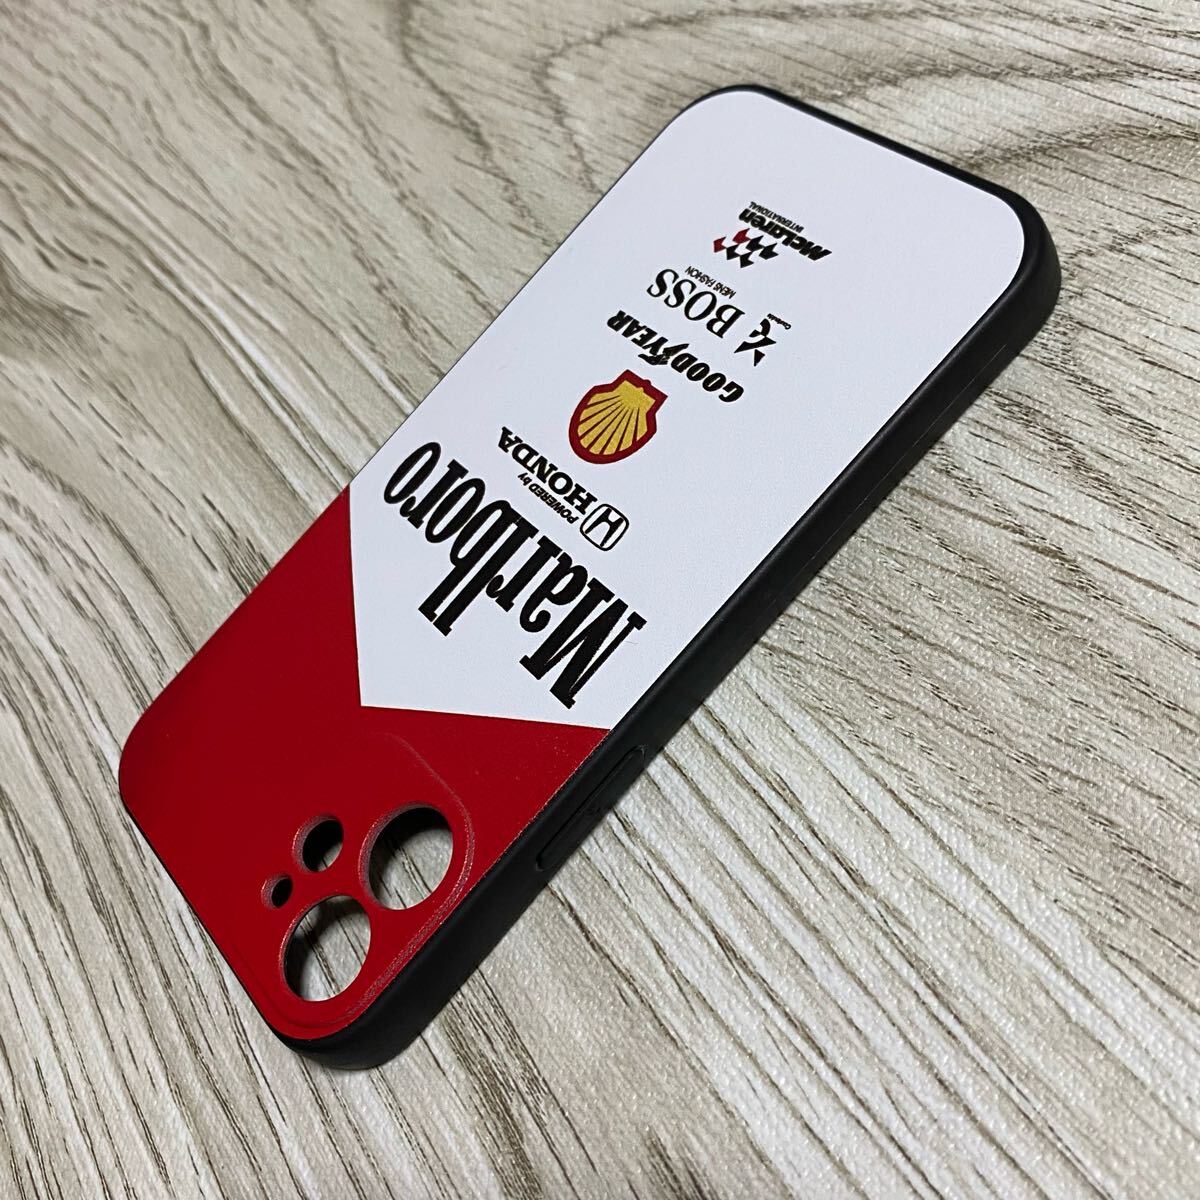 Marlboro
POWERED by
HONDA
GOODYEAR
BOSS
MENS FASHION
McLaren
INTERNATIONAL